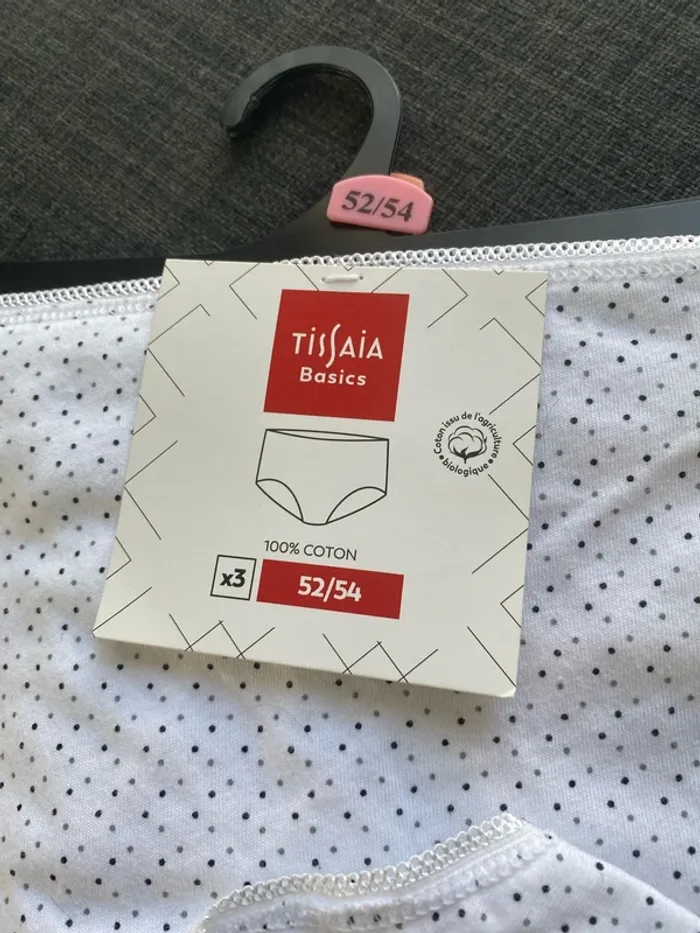 52/54
TISSAIA
Basics
Coton issu de l'agriculture
biologique
100% COTON
x3
52/54